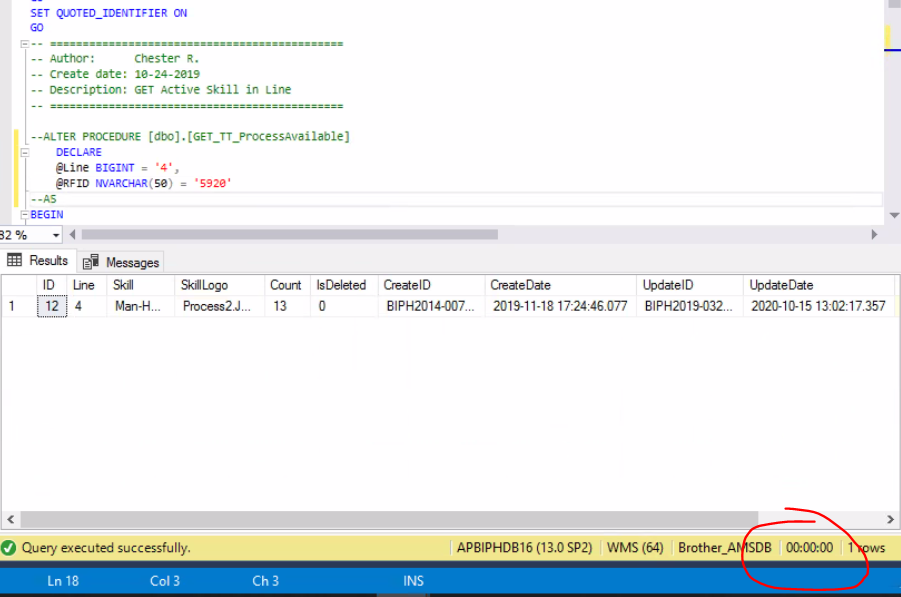 SET QUOTED_IDENTIFIER ON
GO
-- =============================================
-- Author: Chester R.
-- Create date: 10-24-2019
-- Description: GET Active Skill in Line
-- =============================================
--ALTER PROCEDURE [dbo].[GET_TT_ProcessAvailable]
DECLARE
@Line BIGINT = '4',
@RFID NVARCHAR(50) = '5920'
--AS
BEGIN
82 %
Results Messages
ID Line Skill SkillLogo Count IsDeleted CreateID CreateDate UpdateID UpdateDate
1 12 4 Man-H... Process2.J... 13 0 BIPH2014-007... 2019-11-18 17:24:46.077 BIPH2019-032... 2020-10-15 13:02:17.357
Query executed successfully. APBIPHDB16 (13.0 SP2) WMS (64) Brother_AMSDB 00:00:00 1 rows
Ln 18 Col 3 Ch 3 INS